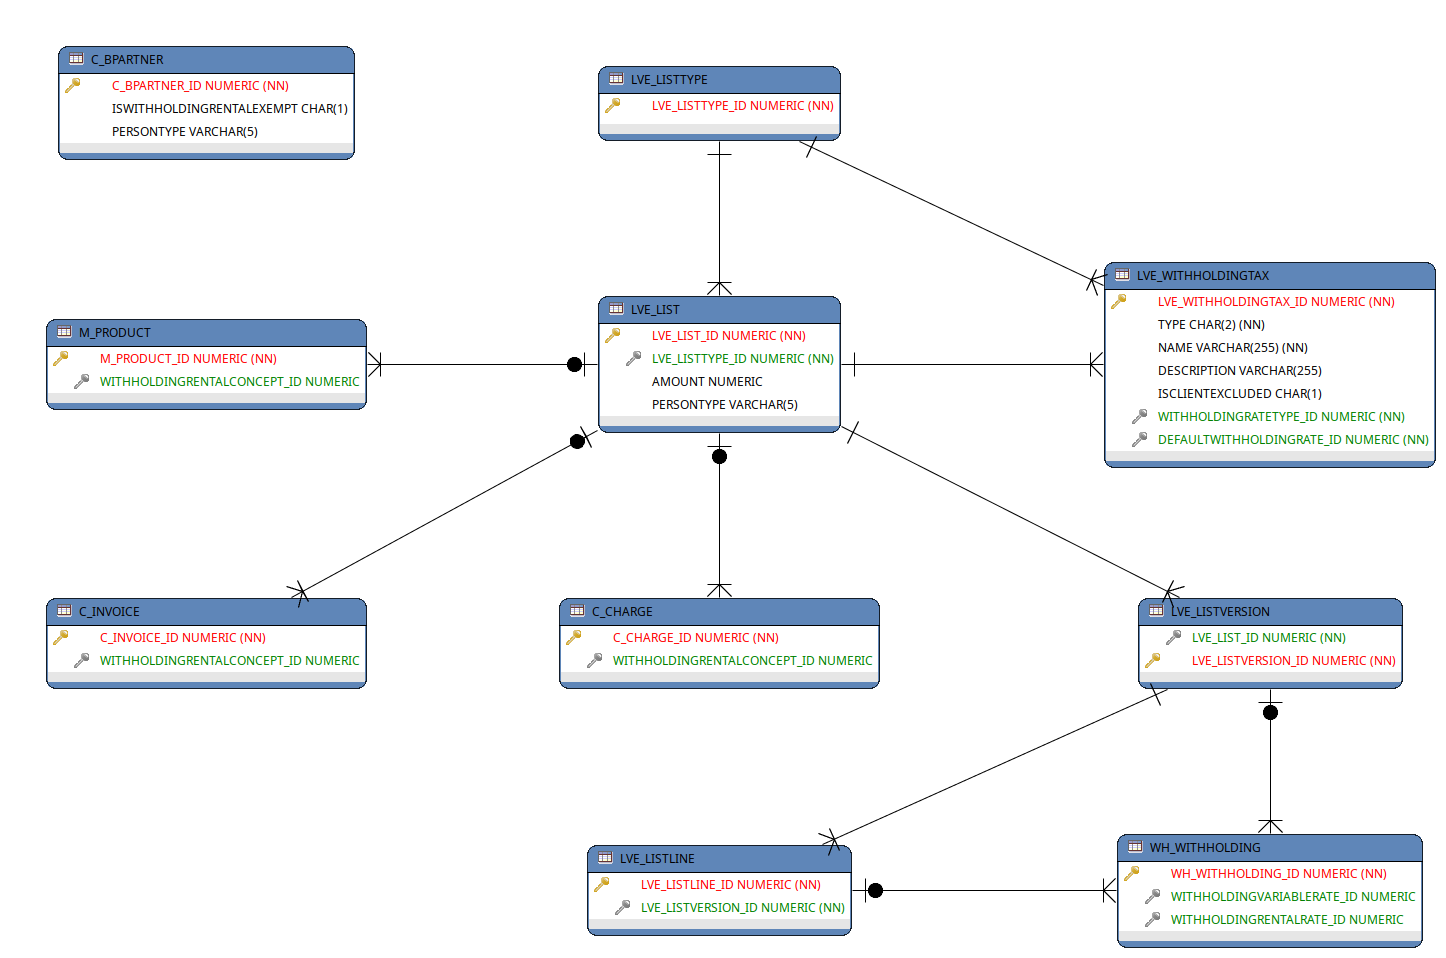 C_BPARTNER
C_BPARTNER_ID NUMERIC (NN)
ISWITHHOLDINGRENTALEXEMPT CHAR(1)
PERSONTYPE VARCHAR(5)
LVE_LISTTYPE
LVE_LISTTYPE_ID NUMERIC (NN)
LVE_WITHHOLDINGTAX
LVE_WITHHOLDINGTAX_ID NUMERIC (NN)
TYPE CHAR(2) (NN)
NAME VARCHAR(255) (NN)
DESCRIPTION VARCHAR(255)
ISCLIENTEXCLUDED CHAR(1)
WITHHOLDINGRATETYPE_ID NUMERIC (NN)
DEFAULTWITHHOLDINGRATE_ID NUMERIC (NN)
LVE_LIST
LVE_LIST_ID NUMERIC (NN)
LVE_LISTTYPE_ID NUMERIC (NN)
AMOUNT NUMERIC
PERSONTYPE VARCHAR(5)
M_PRODUCT
M_PRODUCT_ID NUMERIC (NN)
WITHHOLDINGRENTALCONCEPT_ID NUMERIC
C_INVOICE
C_INVOICE_ID NUMERIC (NN)
WITHHOLDINGRENTALCONCEPT_ID NUMERIC
C_CHARGE
C_CHARGE_ID NUMERIC (NN)
WITHHOLDINGRENTALCONCEPT_ID NUMERIC
LVE_LISTVERSION
LVE_LIST_ID NUMERIC (NN)
LVE_LISTVERSION_ID NUMERIC (NN)
LVE_LISTLINE
LVE_LISTLINE_ID NUMERIC (NN)
LVE_LISTVERSION_ID NUMERIC (NN)
WH_WITHHOLDING
WH_WITHHOLDING_ID NUMERIC (NN)
WITHHOLDINGVARIABLERATE_ID NUMERIC
WITHHOLDINGRENTALRATE_ID NUMERIC